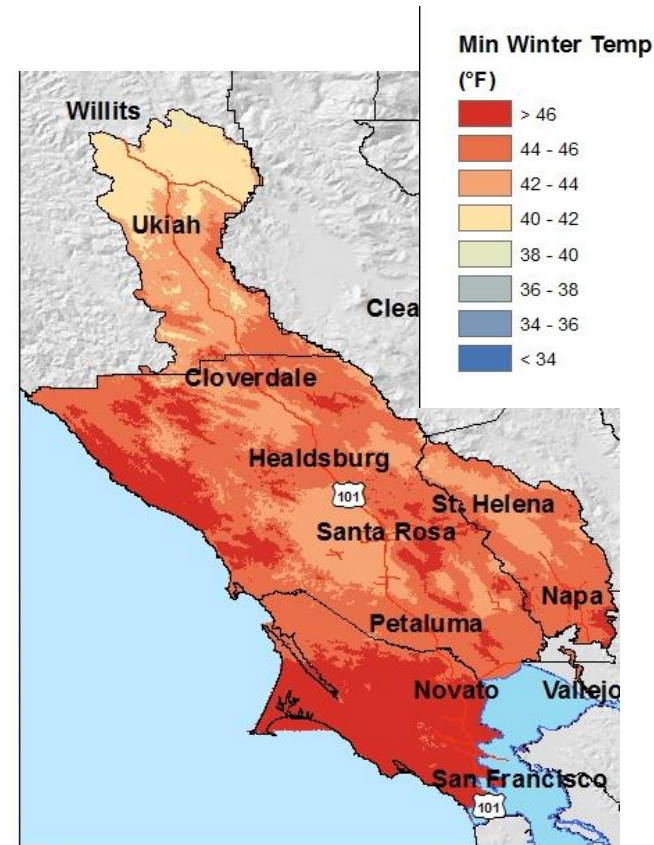 Min Winter Temp
(°F)
> 46
44 - 46
42 - 44
40 - 42
38 - 40
36 - 38
34 - 36
< 34
Willits
Ukiah
Clea
Cloverdale
Healdsburg
101
St. Helena
Santa Rosa
Napa
Petaluma
Novato
Vallejo
San Francisco
101